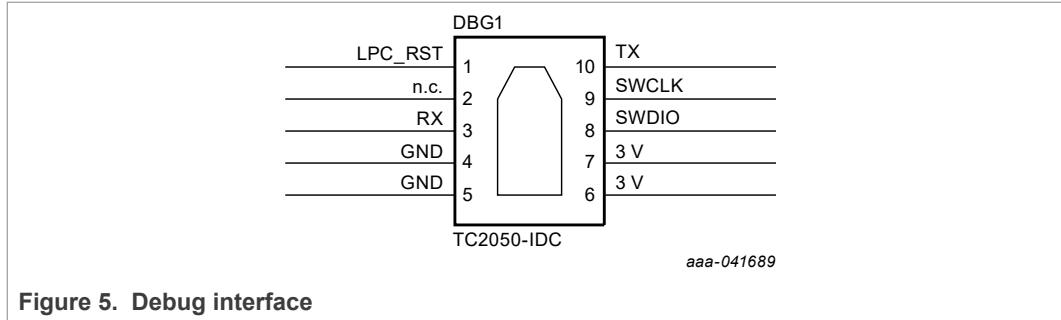 DBG1
LPC_RST 1 10 TX
n.c. 2 9 SWCLK
RX 3 8 SWDIO
GND 4 7 3 V
GND 5 6 3 V
TC2050-IDC
aaa-041689
Figure 5. Debug interface